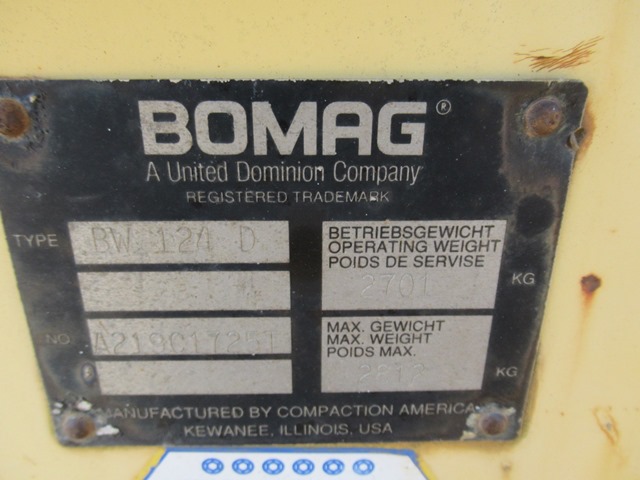 BOMAG®
A United Dominion Company
REGISTERED TRADEMARK
TYPE BW 124 D
BETRIEBSGEWICHT
OPERATING WEIGHT
POIDS DE SERVISE
2701 KG
NO.
MAX. GEWICHT
MAX. WEIGHT
POIDS MAX.
KG
MANUFACTURED BY COMPACTION AMERICA
KEWANEE, ILLINOIS, USA